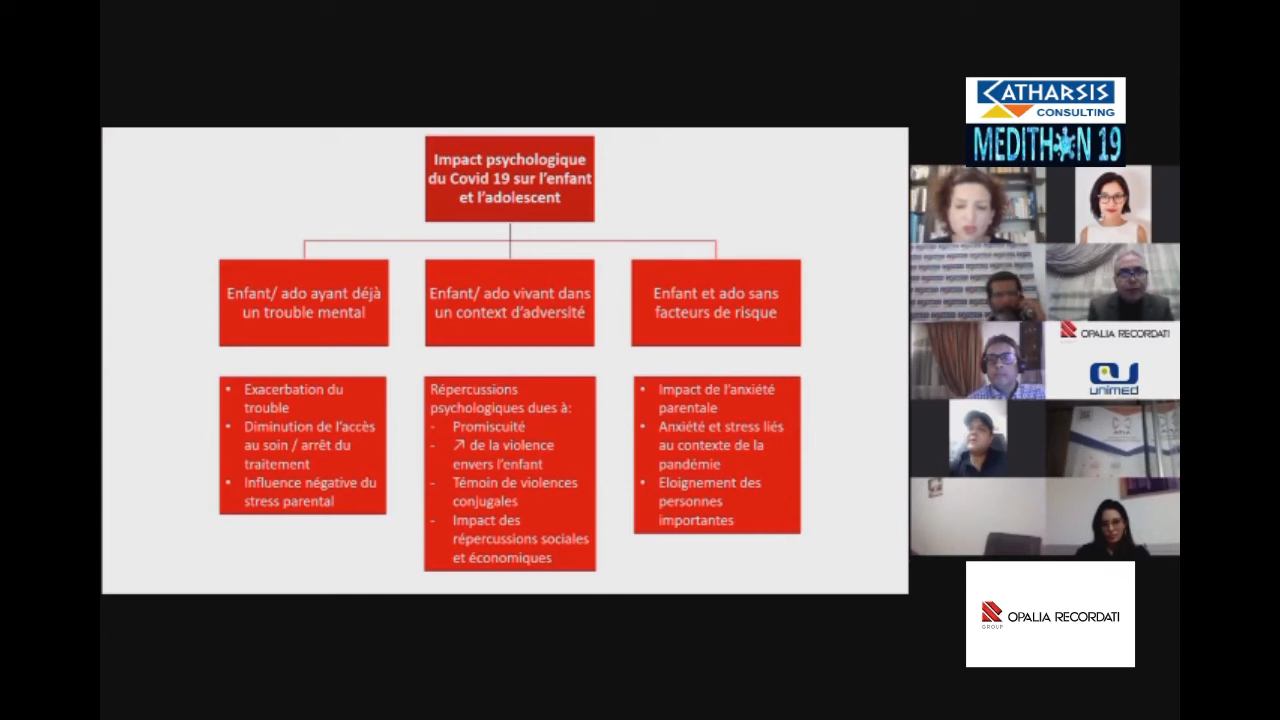 Impact psychologique
du Covid 19 sur l'enfant
et l'adolescent
Enfant/ ado ayant déjà
un trouble mental
Enfant/ ado vivant dans
un context d'adversité
Enfant et ado sans
facteurs de risque
• Exacerbation du
trouble
• Diminution de l'accès
au soin / arrêt du
traitement
• Influence négative du
stress parental
Répercussions
psychologiques dues à:
- Promiscuité
- ↗ de la violence
envers l'enfant
- Témoin de violences
conjugales
- Impact des
répercussions sociales
et économiques
• Impact de l'anxiété
parentale
• Anxiété et stress liés
au contexte de la
pandémie
• Eloignement des
personnes
importantes
CATHARSIS
CONSULTING
MEDITHON 19
OPALIA RECORDATI
unimed
OPALIA RECORDATI
GROUP